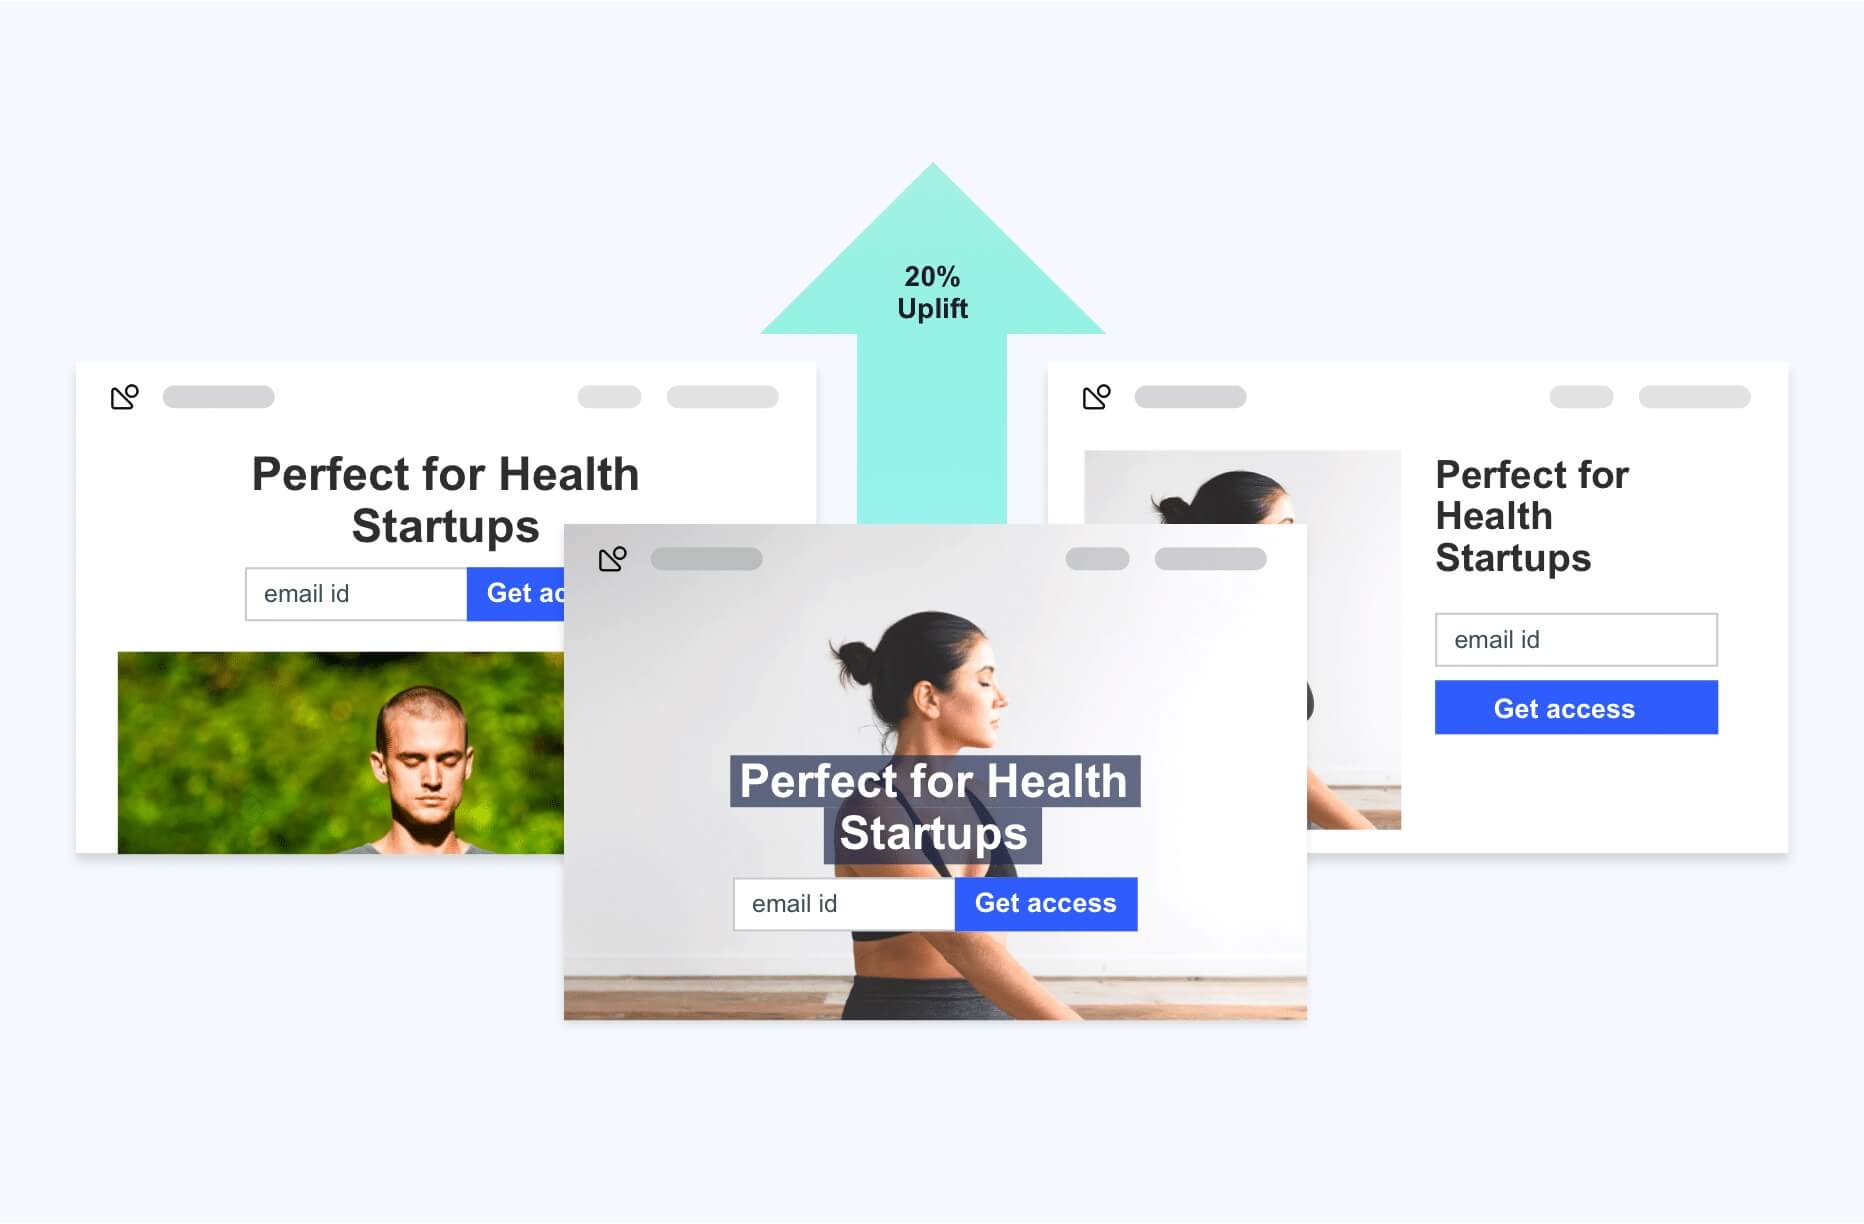 20%
Uplift
Perfect for Health
Startups
email id
Get ac
Perfect for Health
Startups
email id
Get access
Perfect for
Health
Startups
email id
Get access